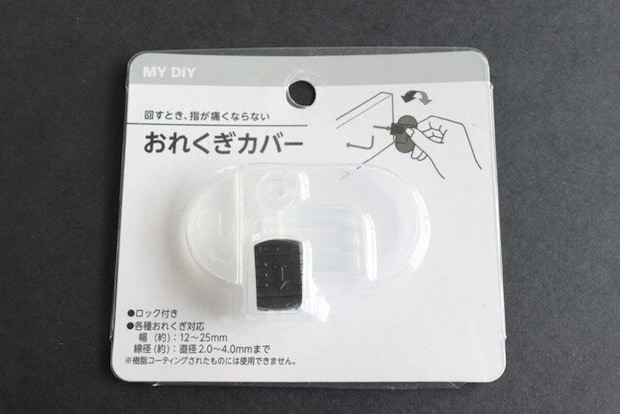 MY DIY
回すとき、指が痛くならない
おれくぎカバー
●ロック付き
●各種おれくぎ対応
幅（約）：12～25mm
線径（約）：直径2.0～4.0mmまで
※樹脂コーティングされたものには使用できません。